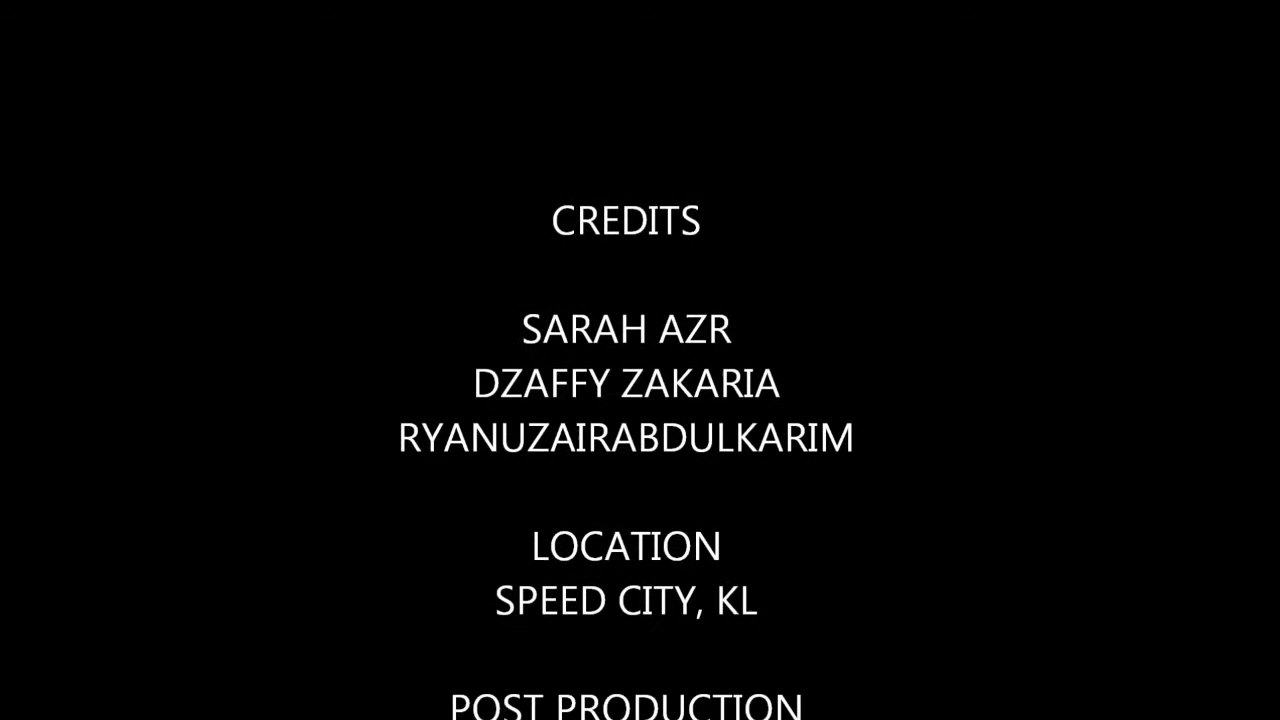 CREDITS
SARAH AZR
DZAFFY ZAKARIA
RYANUZAIRABDULKARIM
LOCATION
SPEED CITY, KL
POST PRODUCTION